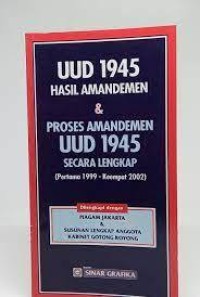 UUD 1945
HASIL AMANDEMEN
&
PROSES AMANDEMEN
UUD 1945
SECARA LENGKAP
(Pertama 1999 - Keempat 2002)
Dilengkapi dengan
PIAGAM JAKARTA
&
SUSUNAN LENGKAP ANGGOTA
KABINET GOTONG ROYONG
SINAR GRAFIKA